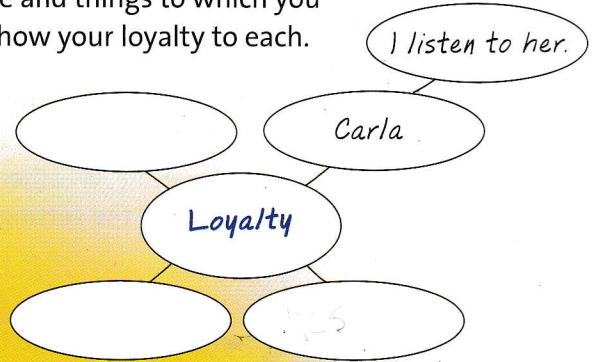 and things to which you
how your loyalty to each.
I listen to her.
Carla
Loyalty